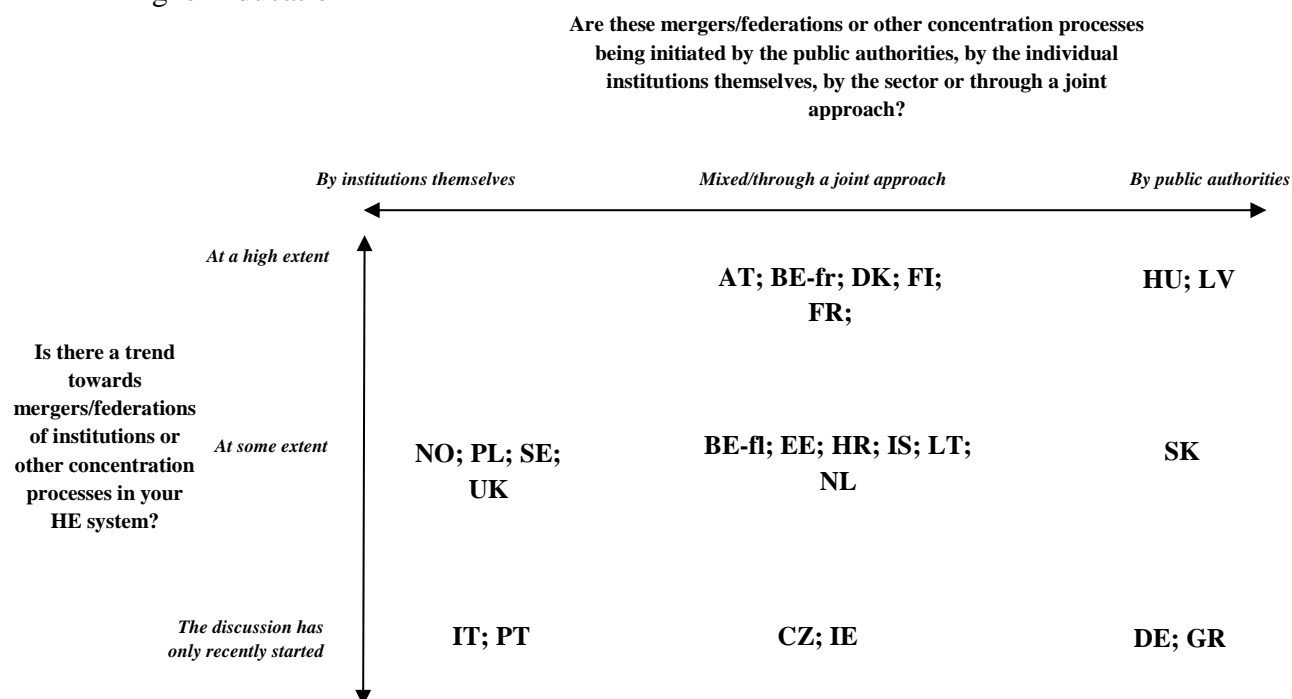 Are these mergers/federations or other concentration processes
being initiated by the public authorities, by the individual
institutions themselves, by the sector or through a joint
approach?
By institutions themselves
Mixed/through a joint approach
By public authorities
At a high extent
AT; BE-fr; DK; FI;
FR;
HU; LV
Is there a trend
towards
mergers/federations
of institutions or
other concentration
processes in your
HE system?
At some extent
NO; PL; SE;
UK
BE-fl; EE; HR; IS; LT;
NL
SK
The discussion has
only recently started
IT; PT
CZ; IE
DE; GR